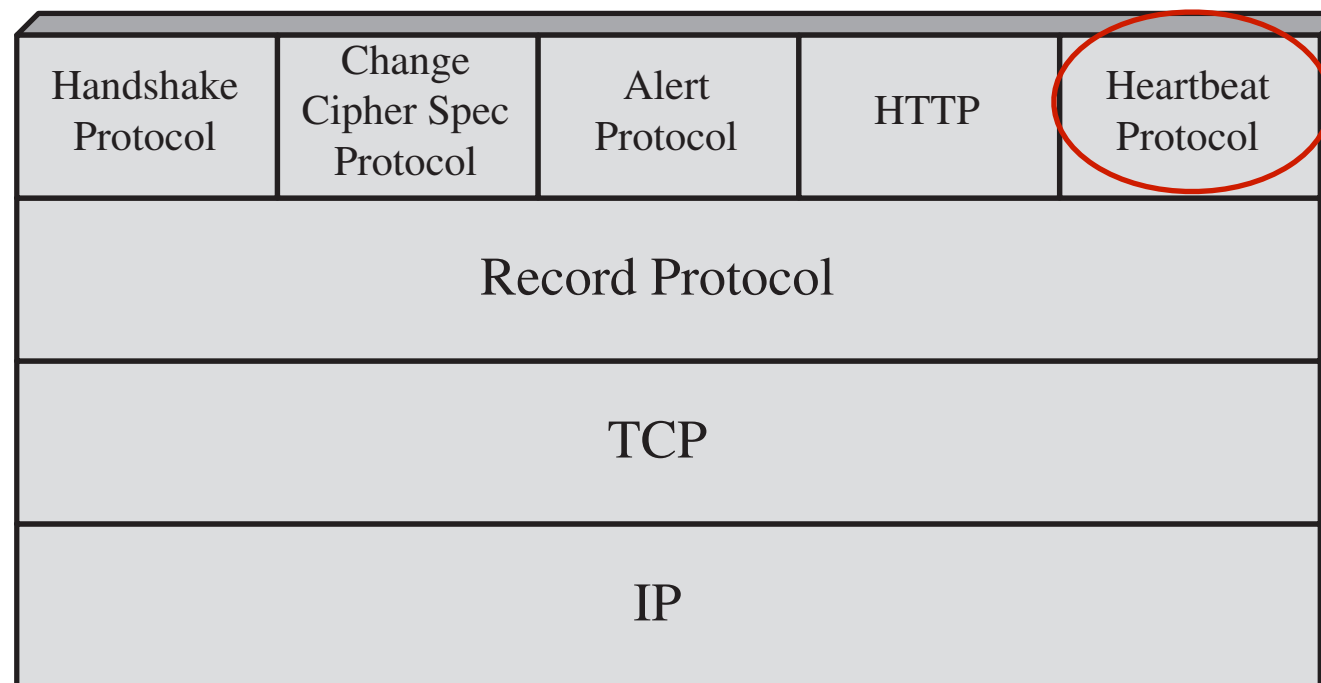 Handshake
Protocol
Change
Cipher Spec
Protocol
Alert
Protocol
HTTP
Heartbeat
Protocol
Record Protocol
TCP
IP